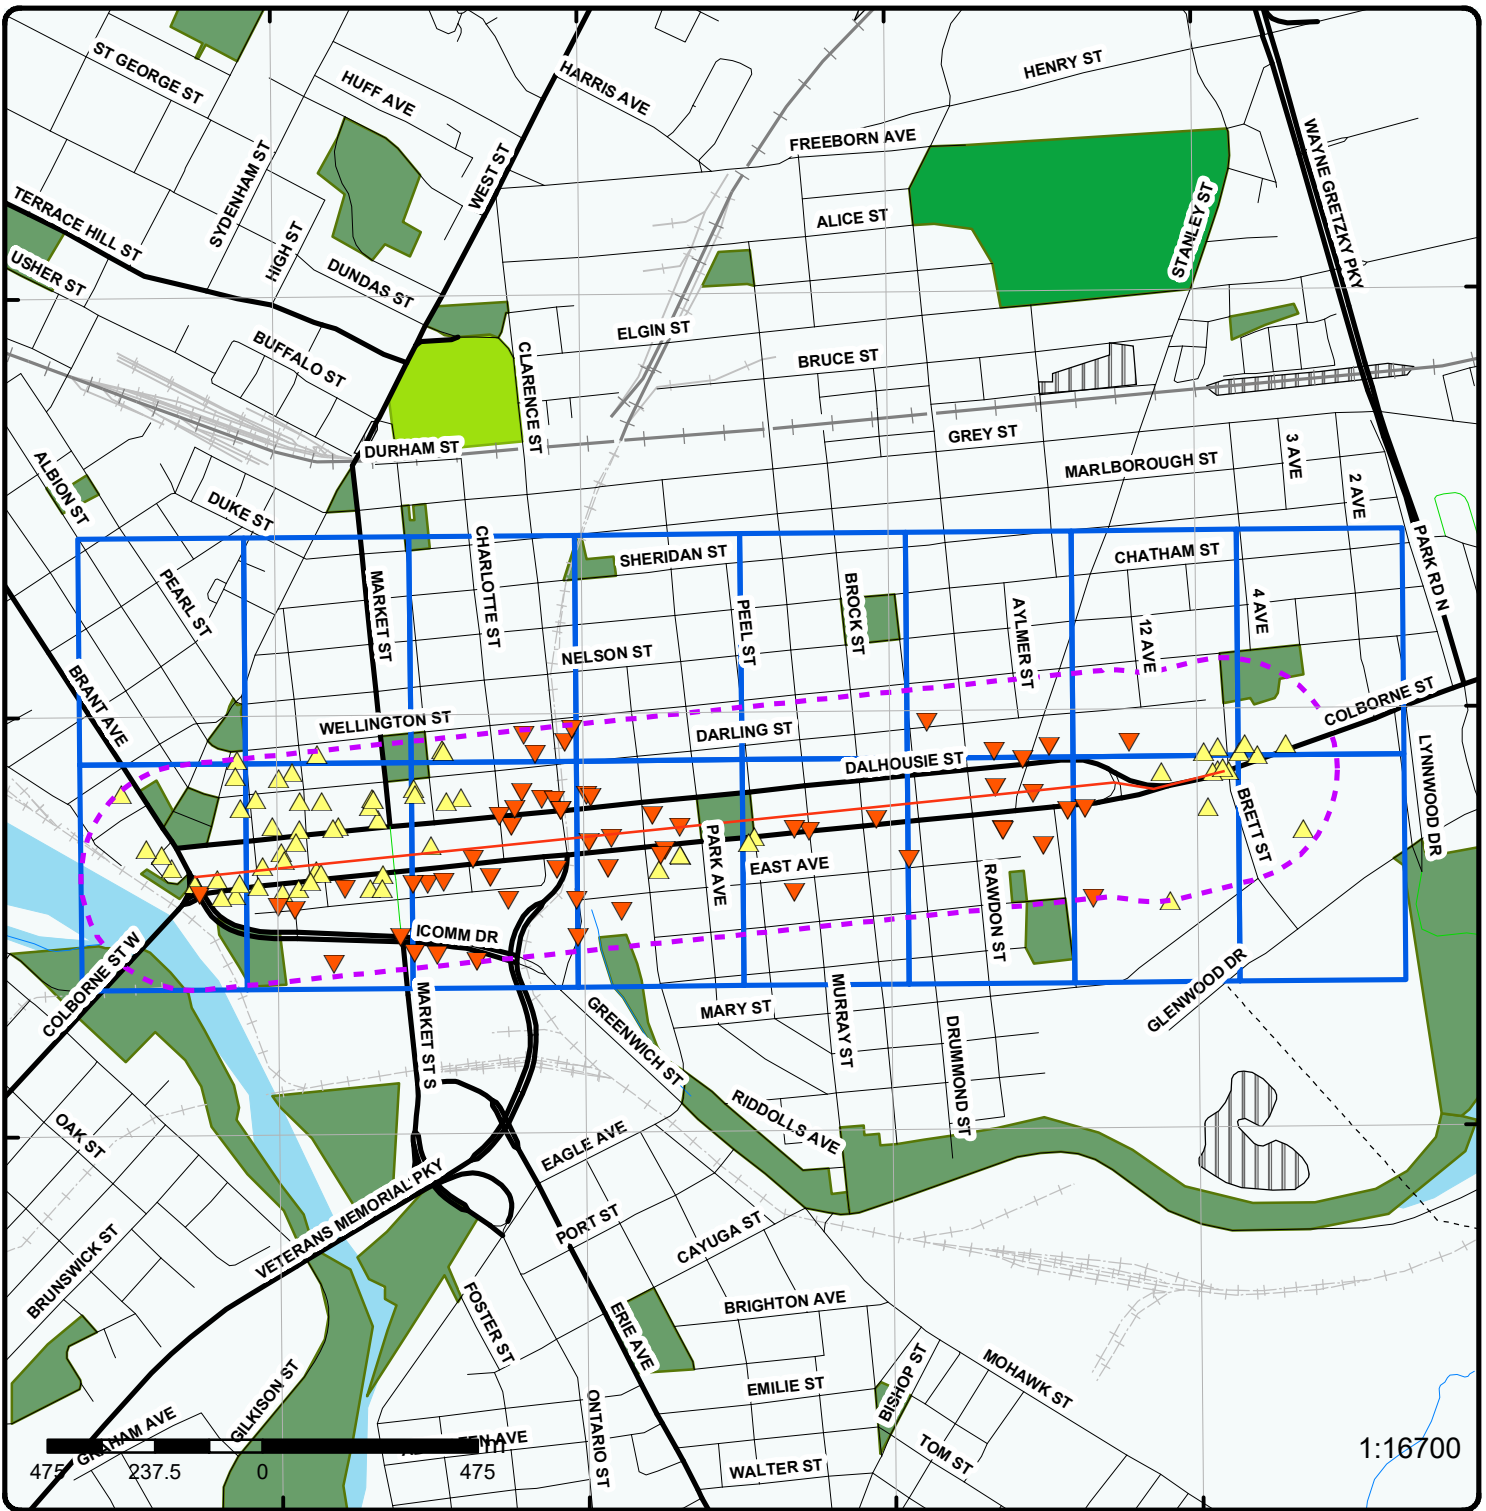 ST GEORGE ST
HUFF AVE
HARRIS AVE
HENRY ST
FREEBORN AVE
WAYNE GRETZKY PKY
SYDENHAM ST
WEST ST
TERRACE HILL ST
HIGH ST
ALICE ST
STANLEY ST
USHER ST
DUNDAS ST
BUFFALO ST
ELGIN ST
CLARENCE ST
BRUCE ST
DURHAM ST
GREY ST
3 AVE
MARLBOROUGH ST
2 AVE
ALBION ST
DUKE ST
PARK RD N
CHARLOTTE ST
SHERIDAN ST
CHATHAM ST
PEARL ST
MARKET ST
PEEL ST
BROCK ST
AYLMER ST
12 AVE
4 AVE
NELSON ST
BRANT AVE
WELLINGTON ST
DARLING ST
COLBORNE ST
DALHOUSIE ST
LYNNWOOD DR
BRETT ST
PARK AVE
EAST AVE
RAWDON ST
ICOMM DR
COLBORNE ST W
MARKET ST S
GREENWICH ST
MARY ST
MURRAY ST
DRUMMOND ST
GLENWOOD DR
RIDDOLLS AVE
OAK ST
EAGLE AVE
VETERANS MEMORIAL PKY
PORT ST
CAYUGA ST
BRUNSWICK ST
FOSTER ST
ERIE AVE
BRIGHTON AVE
BISHOP ST
MOHAWK ST
EMILIE ST
GILKISON ST
GRAHAM AVE
ONTARIO ST
TOM ST
WALTER ST
1:16700
m
475 237.5 0 475